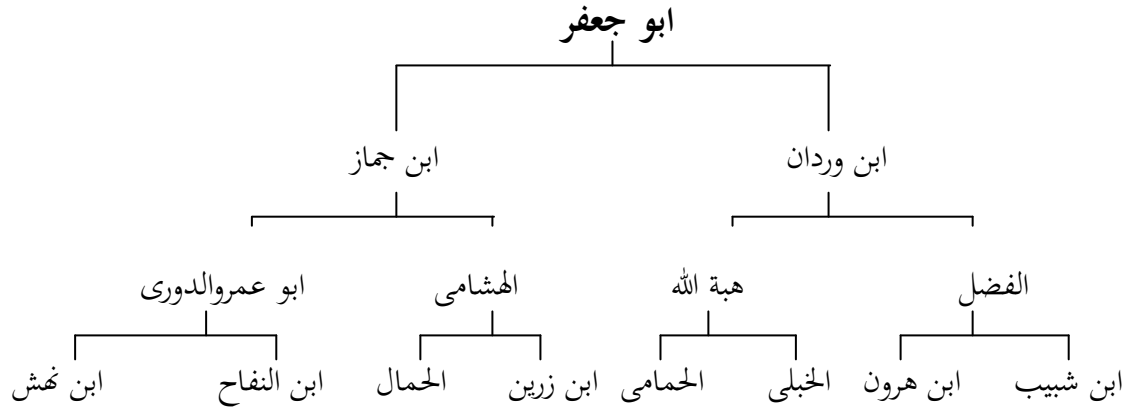 ابو جعفر
ابن وردان ابن جماز
الفضل هبة الله الهشامى ابو عمروالدورى
ابن شبيب ابن هرون الخبلى الحمامى ابن زرين الحمال ابن النفاح ابن نهش